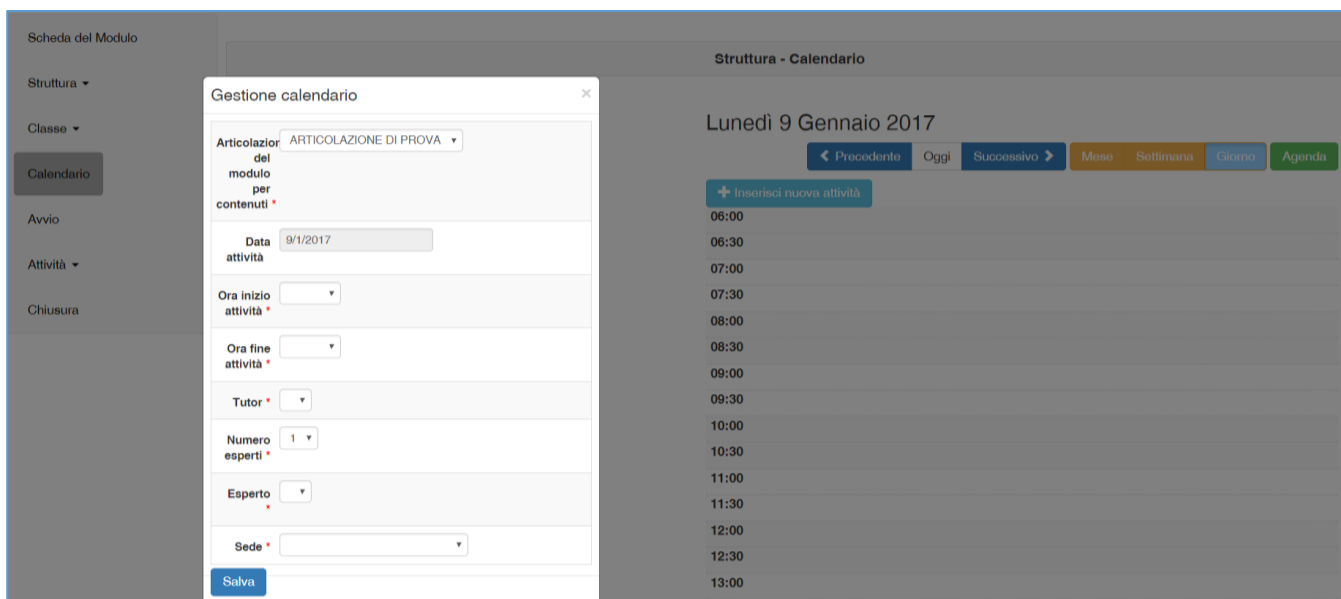 Scheda del Modulo
Struttura
Classe
Calendario
Avvio
Attività
Chiusura
Struttura - Calendario
Gestione calendario
×
Articolazior
del
modulo
per
contenuti *
ARTICOLAZIONE DI PROVA
Data
attività
9/1/2017
Ora inizio
attività *
Ora fine
attività *
Tutor *
Numero
esperti *
1
Esperto
*
Sede *
Salva
Lunedì 9 Gennaio 2017
Precedente Oggi Successivo Mese Settimana Giorno Agenda
+ Inserisci nuova attività
06:00
06:30
07:00
07:30
08:00
08:30
09:00
09:30
10:00
10:30
11:00
11:30
12:00
12:30
13:00